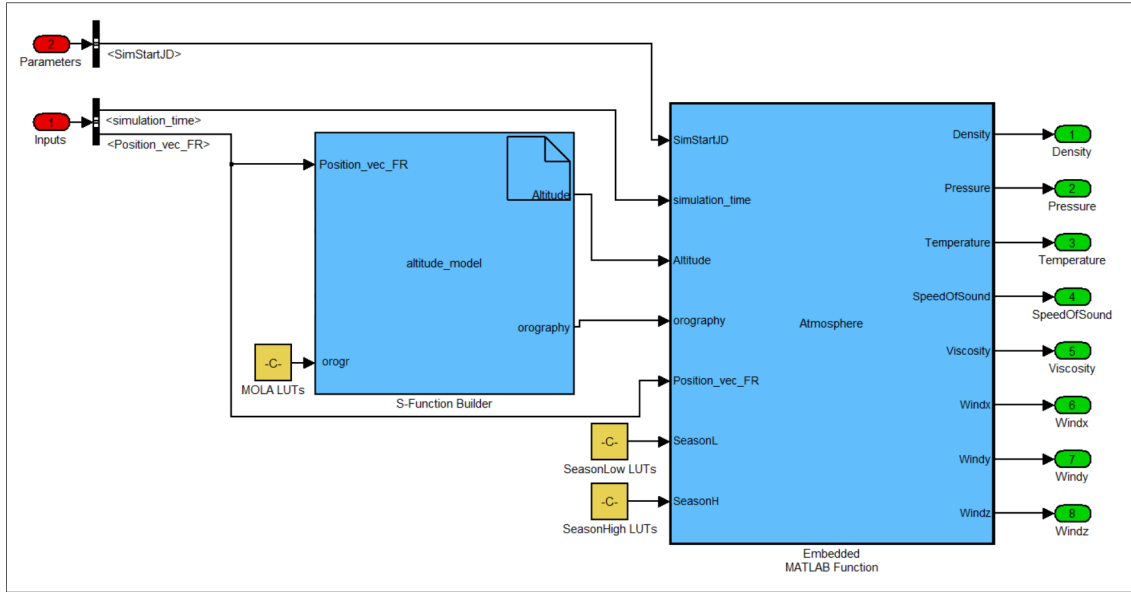 2
Parameters
<SimStartJD>
1
Inputs
<simulation_time>
<Position_vec_FR>
Position_vec_FR
Altitude
altitude_model
orography
orogr
S-Function Builder
-C-
MOLA LUTs
-C-
SeasonLow LUTs
-C-
SeasonHigh LUTs
SimStartJD
simulation_time
Altitude
orography
Position_vec_FR
SeasonL
SeasonH
Atmosphere
Density
Pressure
Temperature
SpeedOfSound
Viscosity
Windx
Windy
Windz
Embedded
MATLAB Function
1
Density
2
Pressure
3
Temperature
4
SpeedOfSound
5
Viscosity
6
Windx
7
Windy
8
Windz